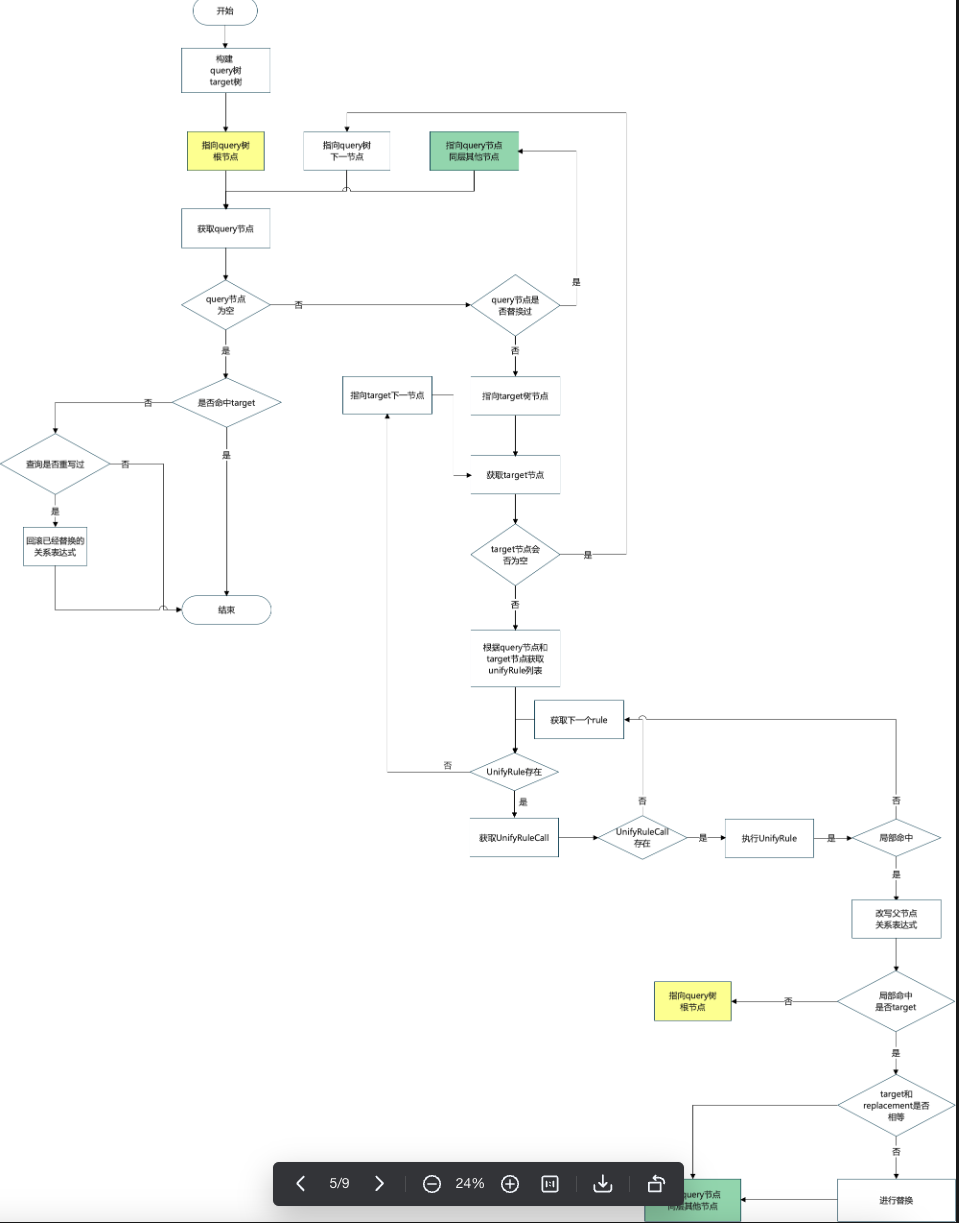 开始
构建
query树
target树
指向query树
根节点
指向query树
下一节点
指向query节点
同层其他节点
获取query节点
query节点
为空
否
query节点是
否替换过
是
是
否
是否命中target
否
指向target下一节点
指向target树节点
是
查询是否重写过
否
获取target节点
是
回滚已经替换的
关系表达式
target节点会
否为空
是
结束
否
根据query节点和
target节点获取
unifyRule列表
获取下一个rule
否
UnifyRule存在
是
否
否
获取UnifyRuleCall
UnifyRuleCall
存在
是
执行UnifyRule
是
局部命中
是
改写父节点
关系表达式
指向query树
根节点
否
局部命中
是否target
是
target和
replacement是否
相等
否
5/9
24%
1:1
query节点
同层其他节点
进行替换